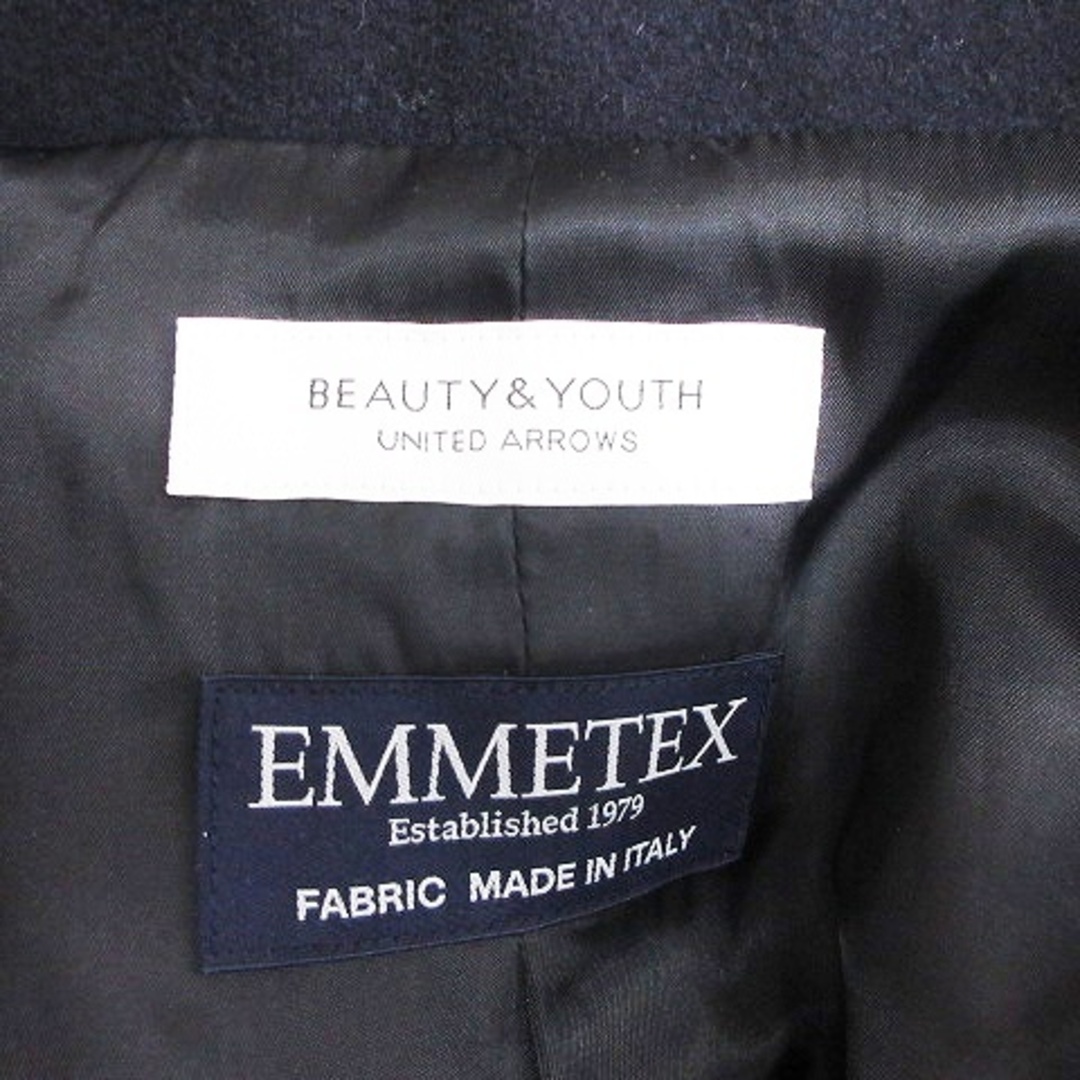 BEAUTY&YOUTH
UNITED ARROWS
EMMETEX
Established 1979
FABRIC MADE IN ITALY